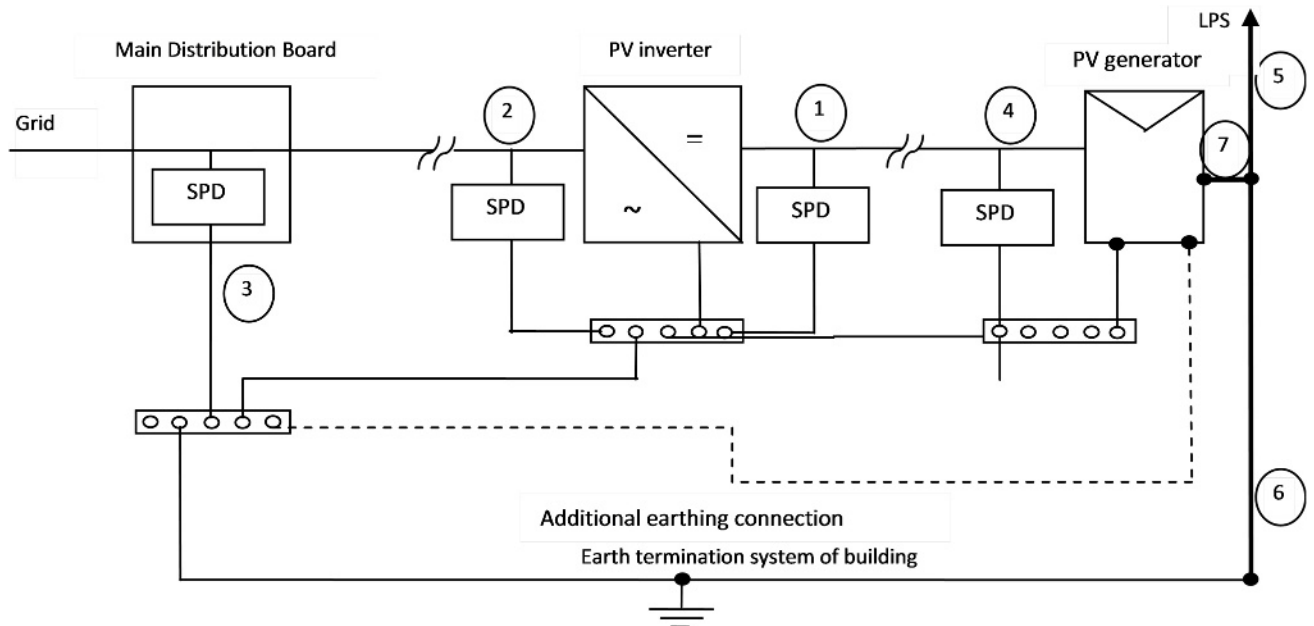 LPS
Main Distribution Board
PV inverter
PV generator
5
2
1
4
Grid
7
=
SPD
SPD
SPD
SPD
~
3
6
Additional earthing connection
Earth termination system of building